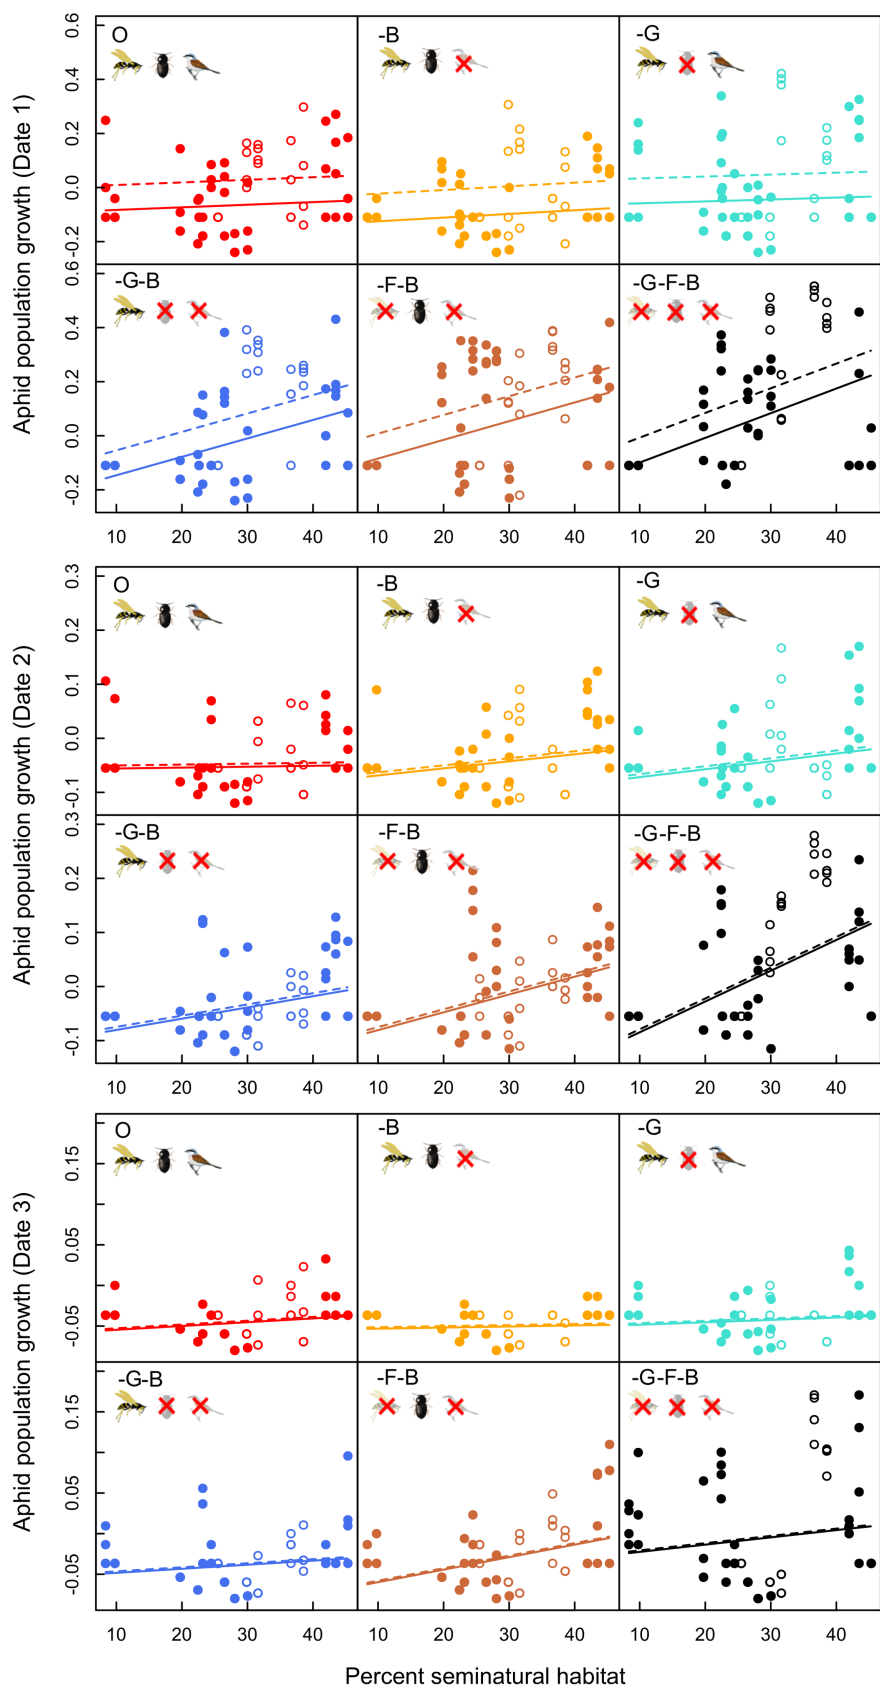 O -B -G
0.6
0.4
0.2
0.0
-0.2
Aphid population growth (Date 1)
-G-B -F-B -G-F-B
0.6
0.4
0.2
0.0
-0.2
10 20 30 40 10 20 30 40 10 20 30 40
O -B -G
0.3
0.2
0.1
0.0
-0.1
Aphid population growth (Date 2)
-G-B -F-B -G-F-B
0.3
0.2
0.1
0.0
-0.1
10 20 30 40 10 20 30 40 10 20 30 40
O -B -G
0.15
0.05
-0.05
Aphid population growth (Date 3)
-G-B -F-B -G-F-B
0.15
0.05
-0.05
10 20 30 40 10 20 30 40 10 20 30 40
Percent seminatural habitat